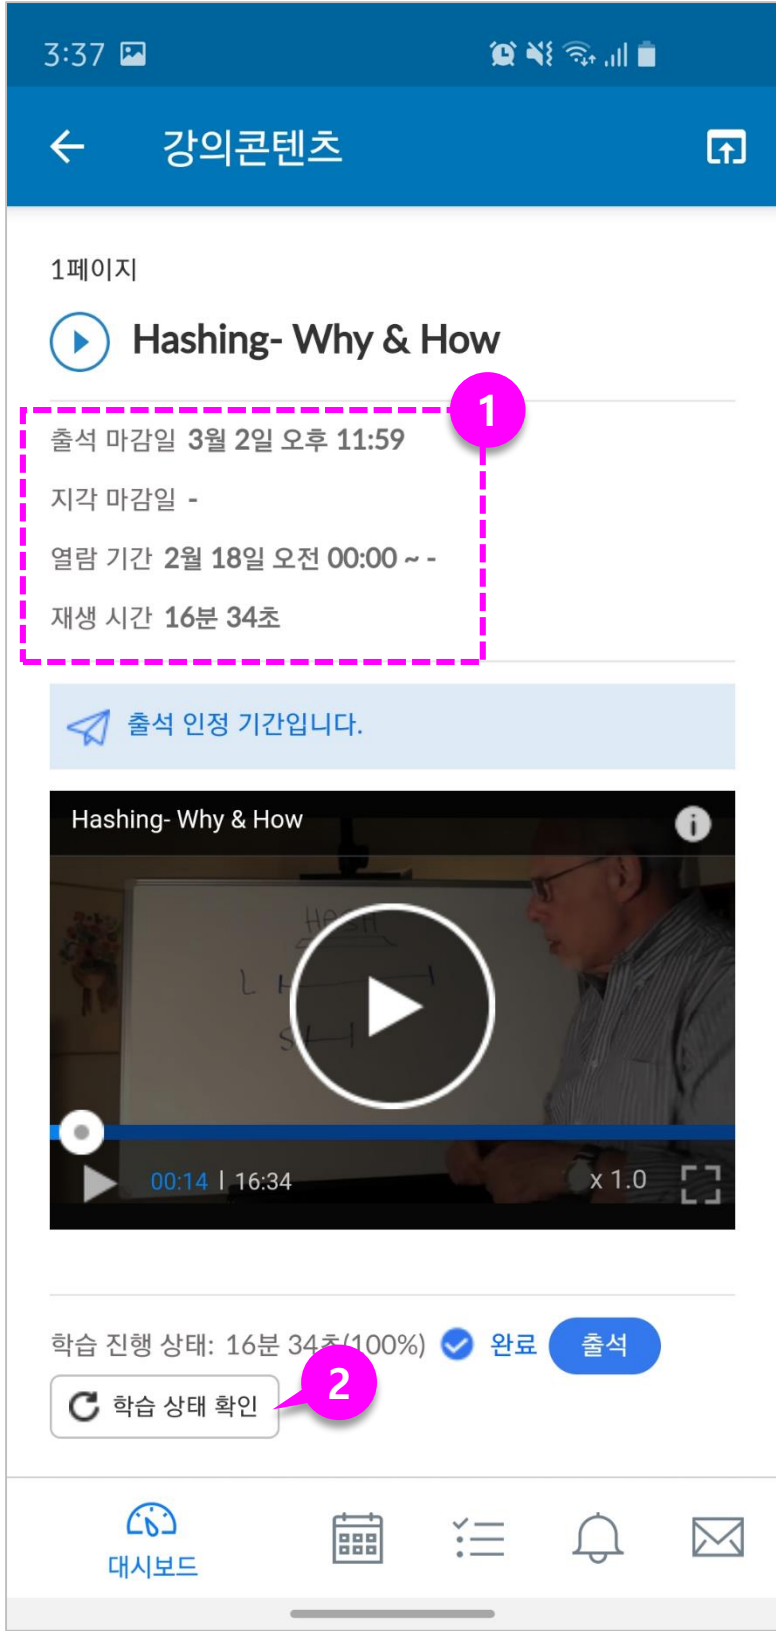 3:37
강의콘텐츠
1페이지
Hashing- Why & How
1
출석 마감일 3월 2일 오후 11:59
지각 마감일 -
열람 기간 2월 18일 오전 00:00 ~ -
재생 시간 16분 34초
출석 인정 기간입니다.
Hashing- Why & How
HASH
L
S
00:14 | 16:34 x 1.0
학습 진행 상태: 16분 34초(100%) 완료 출석
2
학습 상태 확인
대시보드